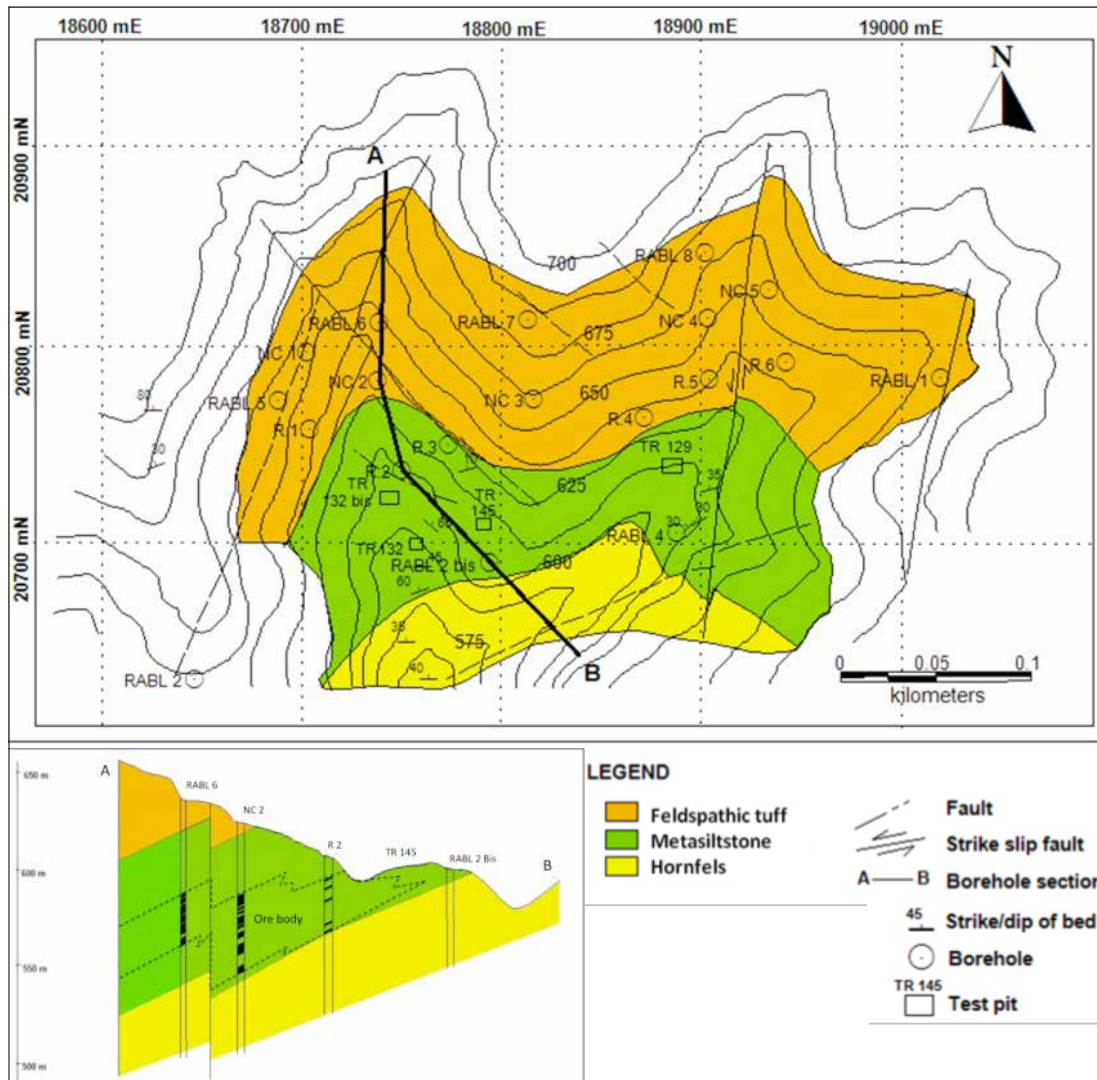 18600 mE 18700 mE 18800 mE 18900 mE 19000 mE
N
20900 mN
A
RABL 8
700
NC 5
RABL 6
RABL 7
NC 4
675
20800 mN
NC 1
R.6
NC 2
R.5
RABL 1
80
RABL 5
NC 3
650
R.4
R.1
30
R.3
TR 129
R.2
625
35
TR
132 bis
TR
145
30
30
RABL 4
20700 mN
TR132
45
RABL 2 bis
600
60
38
575
40
RABL 2
B
0 0.05 0.1
kilometers
A
650 m
RABL 6
NC 2
R 2
TR 145
RABL 2 Bis
B
600 m
Ore body
550 m
500 m
LEGEND
Feldspathic tuff
Metasiltstone
Hornfels
Fault
Strike slip fault
A B Borehole section
45 Strike/dip of bed
Borehole
TR 145
Test pit